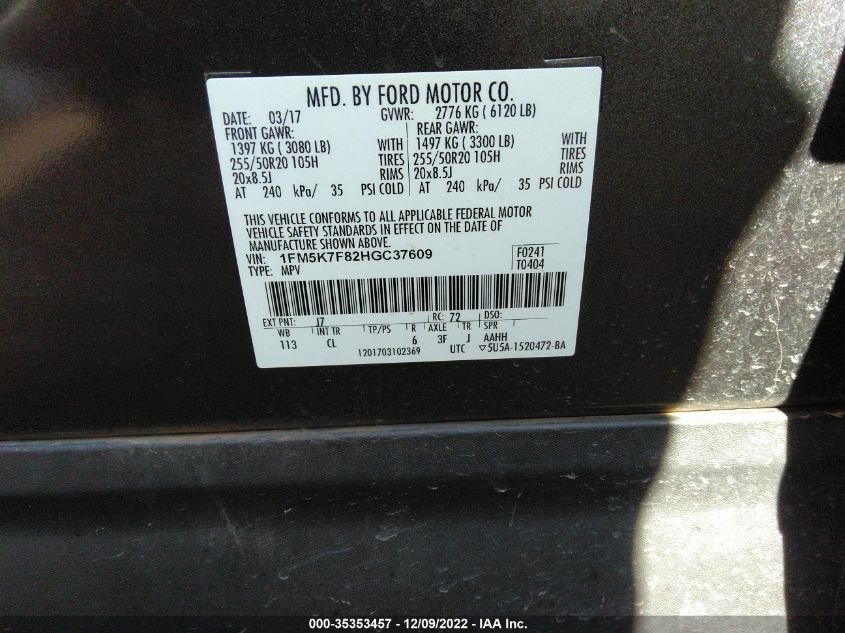 MFD. BY FORD MOTOR CO.
DATE: 03/17 GVWR: 2776 KG ( 6120 LB)
FRONT GAWR: REAR GAWR:
1397 KG ( 3080 LB) WITH 1497 KG ( 3300 LB) WITH
255/50R20 105H TIRES 255/50R20 105H TIRES
20x8.5J RIMS 20x8.5J RIMS
AT 240 kPa/ 35 PSI COLD AT 240 kPa/ 35 PSI COLD
THIS VEHICLE CONFORMS TO ALL APPLICABLE FEDERAL MOTOR
VEHICLE SAFETY STANDARDS IN EFFECT ON THE DATE OF
MANUFACTURE SHOWN ABOVE.
VIN: 1FM5K7F82HGC37609 F0241
TYPE: MPV T0404
EXT PNT: J7 RC: 72 DSO:
WB INT TR TP/PS R AXLE TR SPR
113 CL 6 3F J AAHH
1201703102369 UTC ▽5U5A-1520472-BA
000-35353457 - 12/09/2022 - IAA Inc.